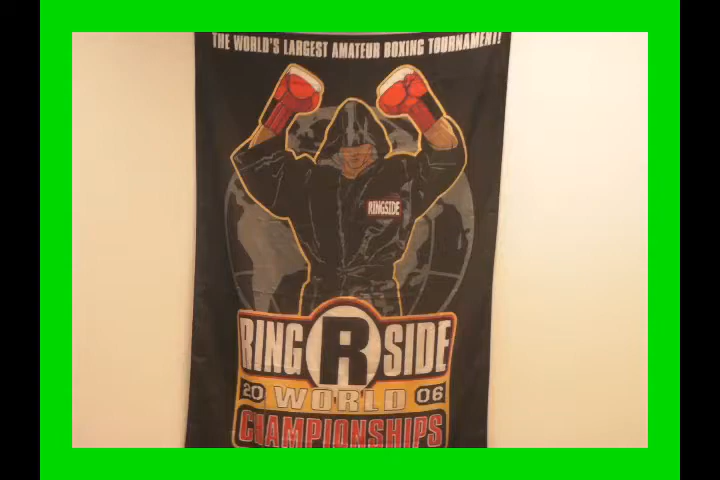 THE WORLD'S LARGEST AMATEUR BOXING TOURNAMENT!
RINGSIDE
RING R SIDE
20 WORLD 06
CHAMPIONSHIPS